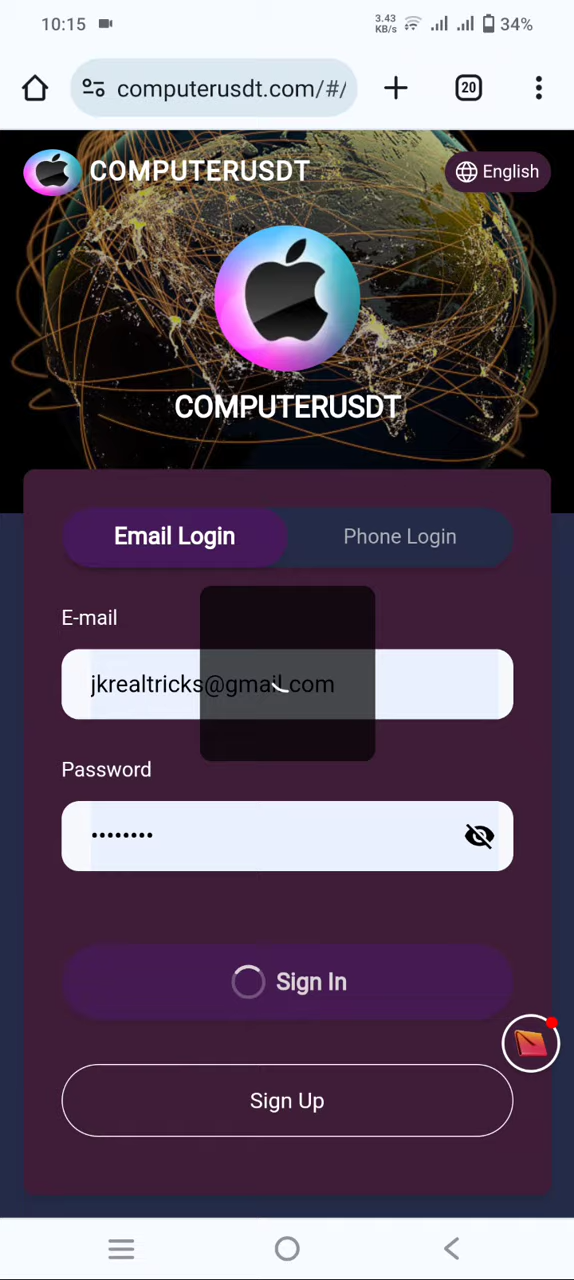 10:15
3.43
KB/s
34%
computerusdt.com/#/
20
COMPUTERUSDT
English
COMPUTERUSDT
Email Login
Phone Login
E-mail
jkrealtricks@gmail.com
Password
Sign In
Sign Up